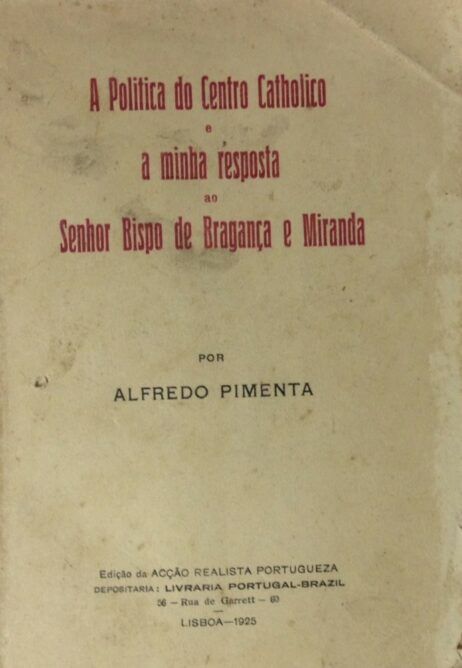 A Politica do Centro Catholico
e
a minha resposta
ao
Senhor Bispo de Bragança e Miranda
POR
ALFREDO PIMENTA
Edição da ACÇÃO REALISTA PORTUGUEZA
DEPOSITARIA: LIVRARIA PORTUGAL-BRAZIL
56 — Rua de Garrett — 60
LISBOA—1925